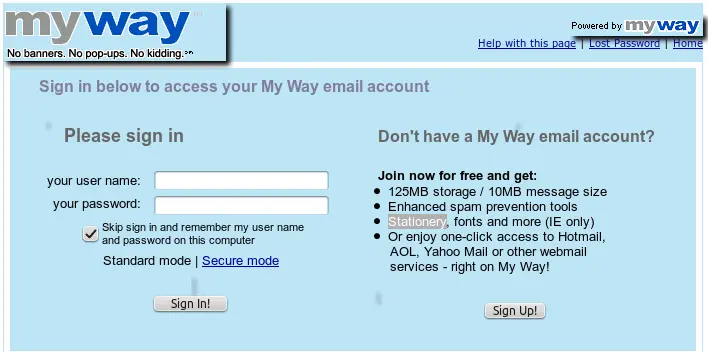 myway
No banners. No pop-ups. No kidding.
Powered by myway
Help with this page | Lost Password | Home
Sign in below to access your My Way email account
Please sign in
your user name:
your password:
Skip sign in and remember my user name
and password on this computer
Standard mode | Secure mode
Sign In!
Don't have a My Way email account?
Join now for free and get:
• 125MB storage / 10MB message size
• Enhanced spam prevention tools
• Stationery, fonts and more (IE only)
• Or enjoy one-click access to Hotmail,
AOL, Yahoo Mail or other webmail
services - right on My Way!
Sign Up!